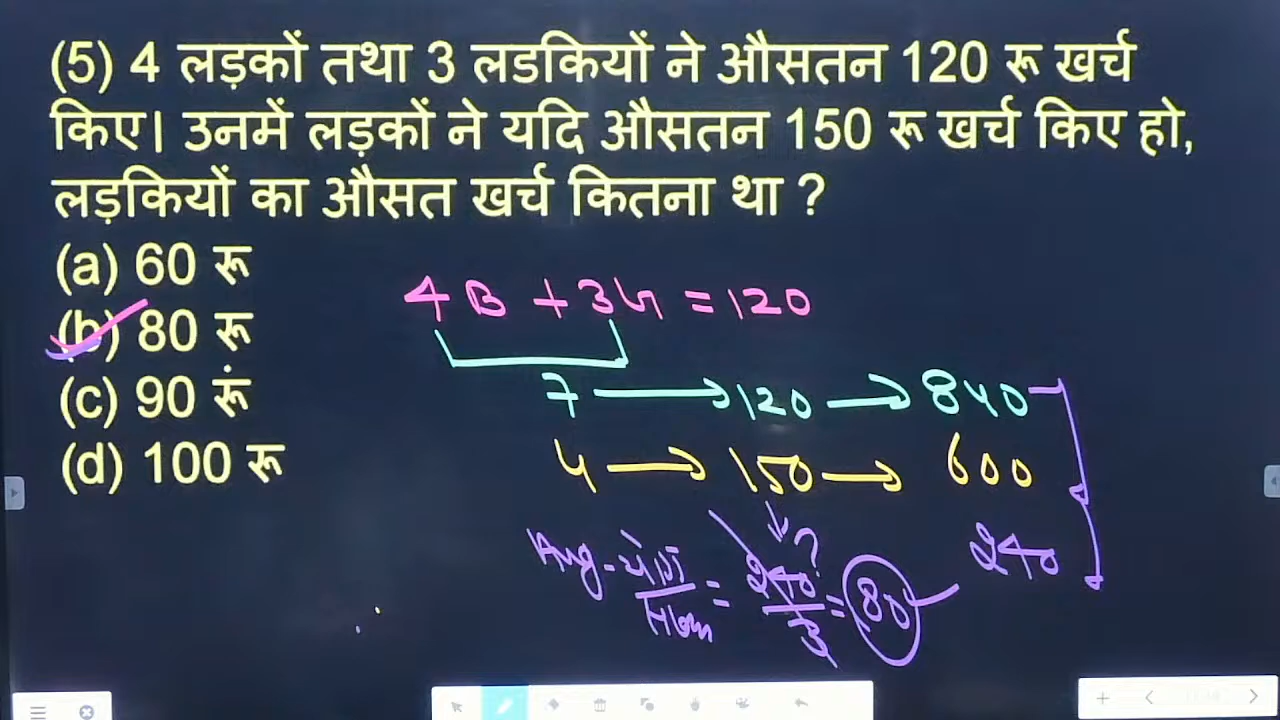 (5) 4 लड़कों तथा 3 लडकियों ने औसतन 120 रू खर्च
किए। उनमें लड़कों ने यदि औसतन 150 रू खर्च किए हो,
लड़कियों का औसत खर्च कितना था ?
(a) 60 रू
(b) 80 रू
(c) 90 रूं
(d) 100 रू
4B + 3G = 120
7 → 120 → 840
4 → 150 → 600
240
?
Avg = योग = 240 = 80
3